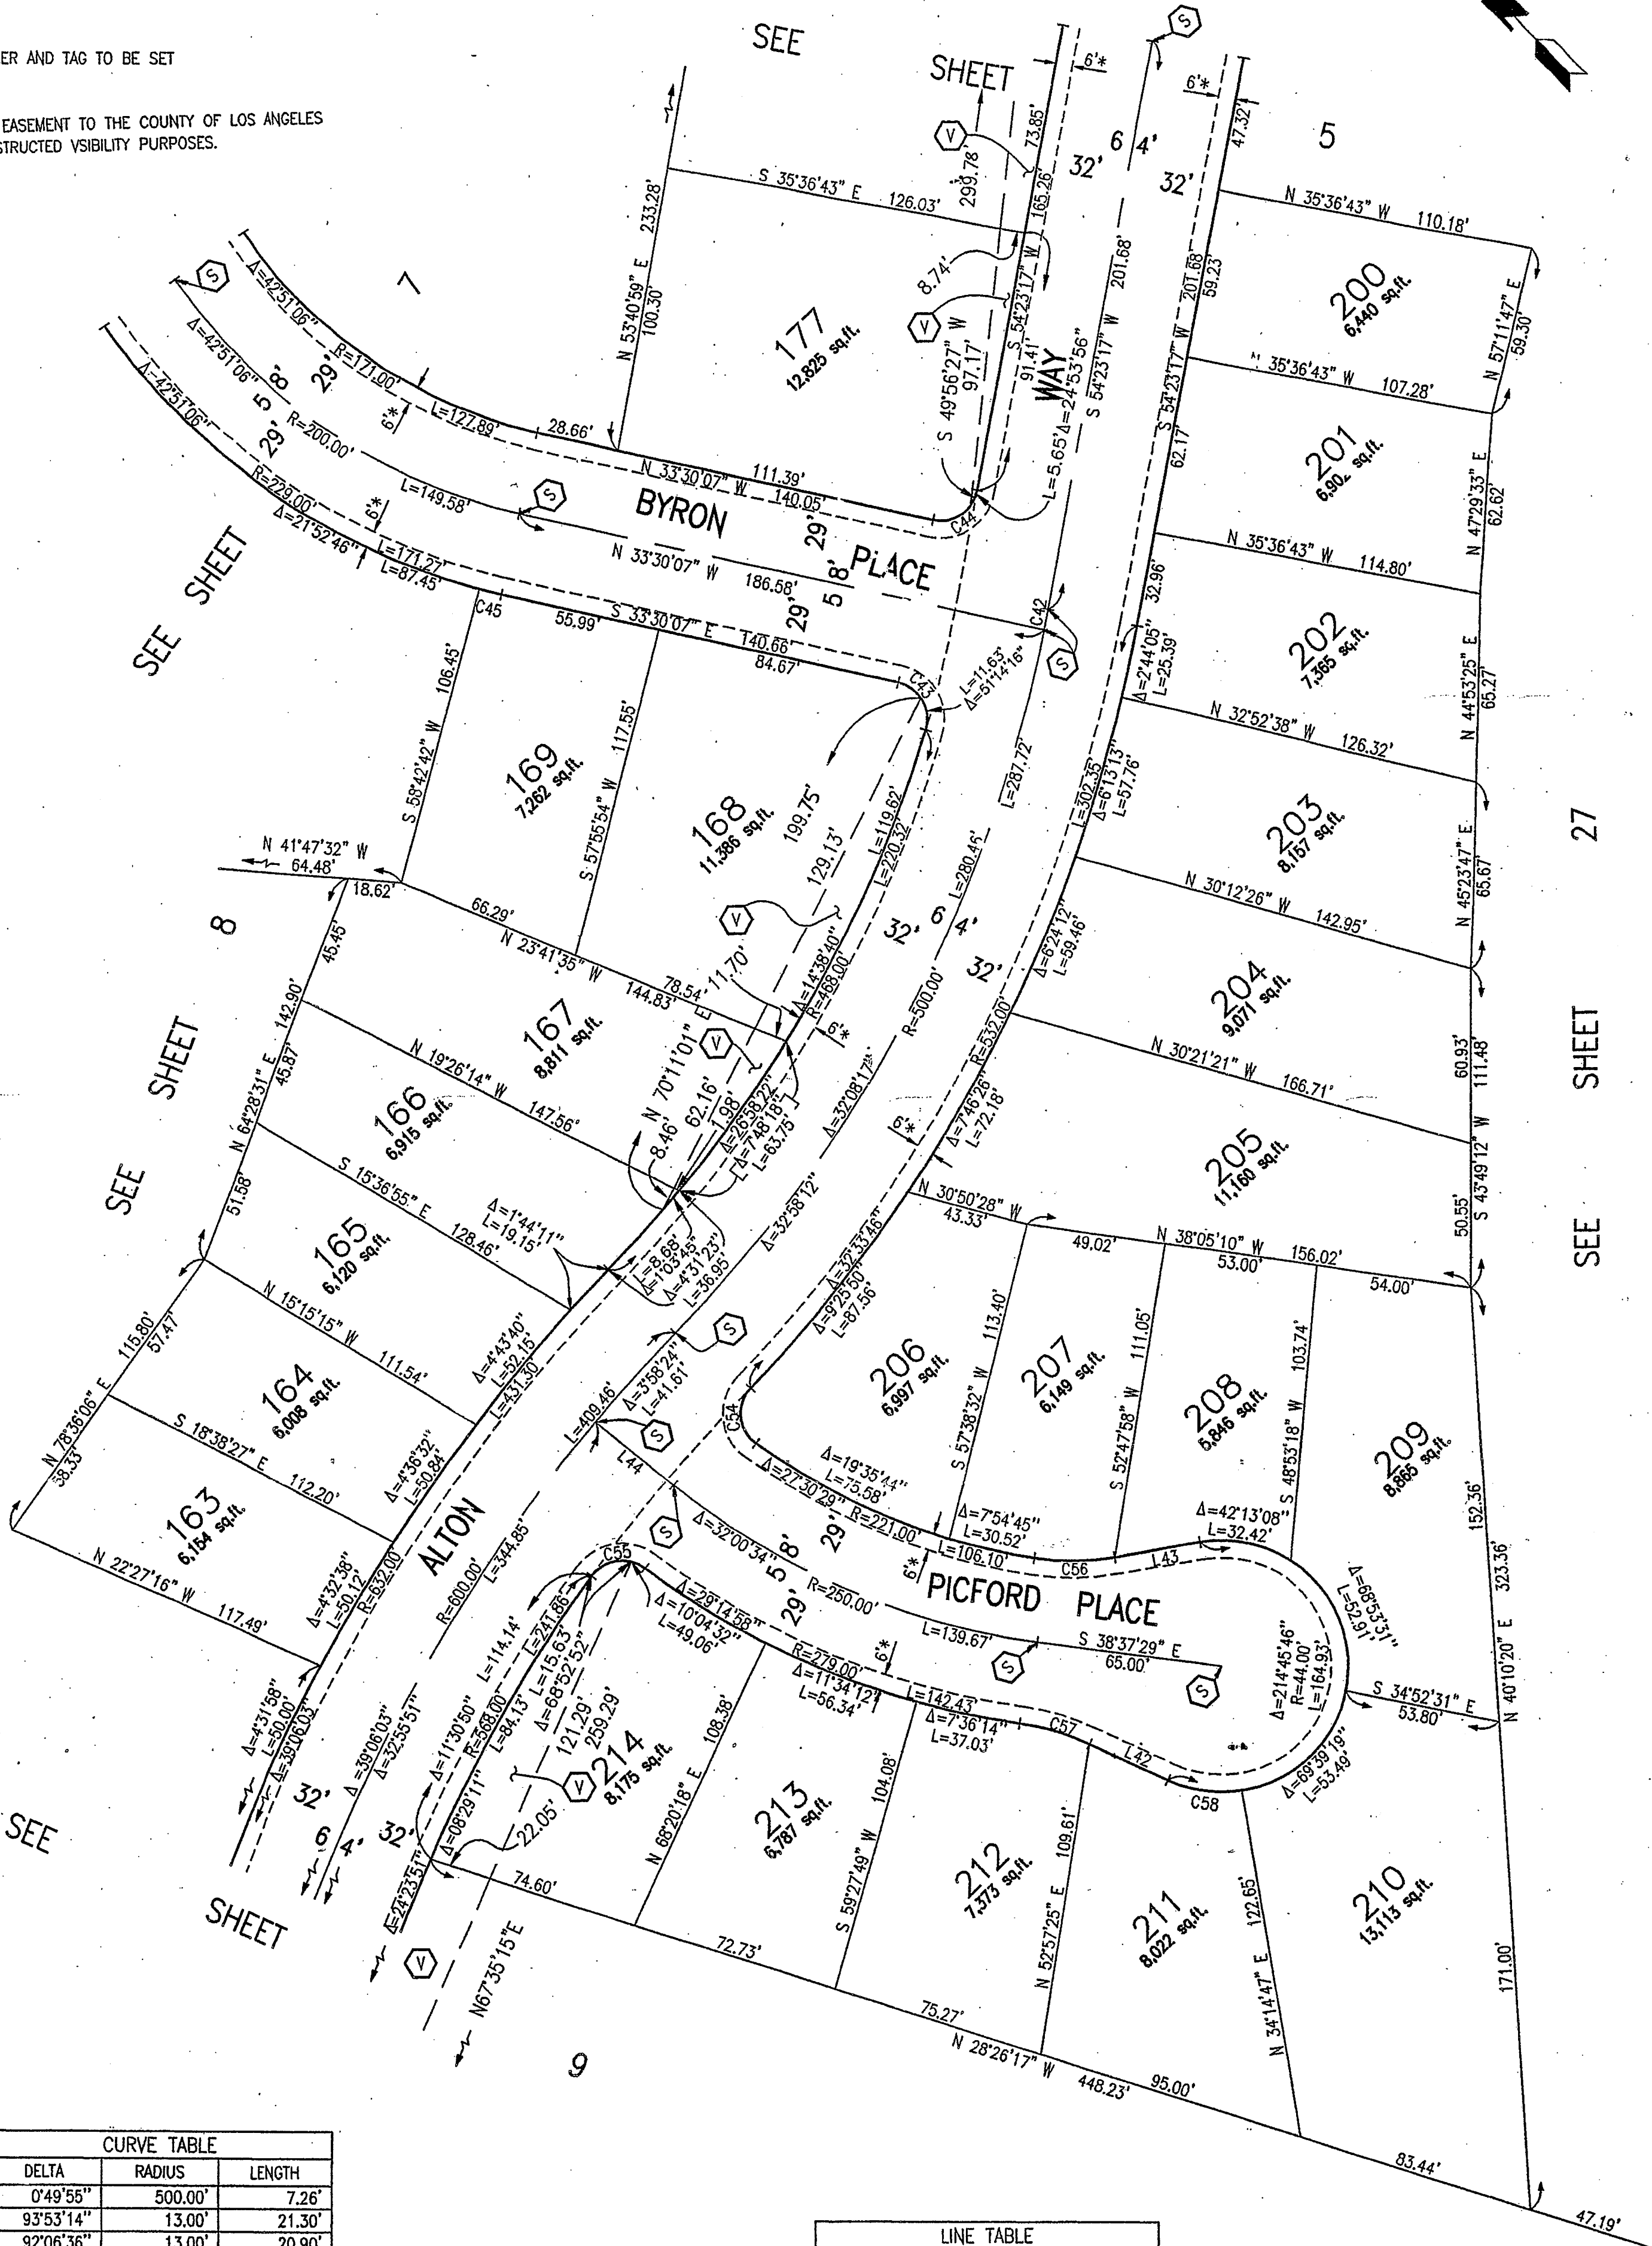 ER AND TAG TO BE SET
EASEMENT TO THE COUNTY OF LOS ANGELES
STRUCTED VSIBILITY PURPOSES.
SEE
SHEET
5
S
6'*
6'*
73.85'
299.78'
V
165.26'
32'
6 4'
32'
47.32'
S 35°36'43" E 126.03'
233.28'
N 53°40'59" E
100.30'
177
12,825 sq.ft.
8.74'
V
S 54°23'17" W
91.41'
S 49°56'27" W
97.17'
WAY
Δ=24°53'56"
L=5.65'
S 54°23'17" W 201.68'
S 54°23'17" W 201.68'
59.23'
62.17'
32.96'
N 35°36'43" W 110.18'
200
6,440 sq.ft.
N 57°11'47" E
59.30'
35°36'43" W 107.28'
201
N 47°29'33" E
62.62'
N 35°36'43" W 114.80'
202
7,365 sq.ft.
N 44°53'25" E
65.27'
Δ=2°44'05"
L=25.39'
N 32°52'38" W 126.32'
203
8,157 sq.ft.
N 45°23'47" E
65.67'
L=302.35'
Δ=6°13'13"
L=57.76'
N 30°12'26" W 142.95'
204
9,071 sq.ft.
60.93'
111.48'
Δ=6°24'12"
L=59.46'
N 30°21'21" W 166.71'
205
11,160 sq.ft.
50.55'
S 43°49'12" W
27
SEE SHEET
7
S
Δ=42°51'06"
Δ=42°51'06"
Δ=42°51'06"
R=171.00'
29'
5 8'
29'
R=200.00'
R=229.00'
Δ=21°52'46"
6'*
6'*
L=127.89'
28.66'
L=149.58'
S
L=171.27'
L=87.45'
C45
N 33°30'07" W
111.39'
140.05'
C44
BYRON PLACE
N 33°30'07" W 186.58'
29'
5 8'
29'
C42
S
55.99'
S 33°30'07" E
140.66'
84.67'
C43
L=11.63'
Δ=51°14'16"
SEE SHEET
S 58°42'42" W 106.45'
169
7,262 sq.ft.
S 57°55'54" W 117.55'
168
11,386 sq.ft.
199.75'
129.13'
L=119.62'
L=220.32'
L=287.72'
L=280.46'
V
32'
6 4'
32'
N 41°47'32" W
64.48'
18.62'
66.29'
N 23°41'35" W
144.83'
78.54'
11.70'
Δ=14°38'40"
R=468.00'
6'*
R=500.00'
R=532.00'
8
SEE SHEET
45.45'
142.90'
N 64°28'31" E
45.87'
51.58'
167
8,811 sq.ft.
V
N 70°11'01" E
62.16'
N 19°26'14" W 147.56'
8.46'
1.98'
Δ=26°58'22"
Δ=7°48'18"
L=63.75'
Δ=32°08'17"
6'*
Δ=7°46'26"
L=72.18'
166
6,915 sq.ft.
S 15°36'55" E 128.46'
Δ=1°44'11"
L=19.15'
L=8.68'
Δ=1°03'45"
Δ=4°31'23"
L=36.95'
Δ=32°58'12"
165
6,120 sq.ft.
N 15°15'15" W 111.54'
Δ=4°43'40"
L=52.15'
L=431.30'
S
115.80'
57.47'
N 78°36'06" E
58.33'
164
6,008 sq.ft.
S 18°38'27" E 112.20'
Δ=4°36'32"
L=50.84'
163
6,154 sq.ft.
N 22°27'16" W 117.49'
Δ=4°32'38"
L=50.12'
R=632.00'
Δ=4°31'58"
L=50.00'
Δ=39°06'03"
ALTON
L=409.46'
Δ=3°58'24"
L=41.61'
S
L44
L=344.85'
R=600.00'
Δ=39°06'03"
Δ=32°55'51"
32'
6 4'
32'
SEE SHEET
N 30°50'28" W
43.33'
49.02'
N 38°05'10" W
53.00'
156.02'
54.00'
Δ=32°33'46"
Δ=9°25'50"
L=87.56'
C54
206
6,997 sq.ft.
S 57°38'32" W 113.40'
207
6,149 sq.ft.
S 52°47'58" W 111.05'
208
5,846 sq.ft.
S 48°53'18" W 103.74'
209
8,865 sq.ft.
152.36'
323.36'
N 40°10'20" E
171.00'
Δ=19°35'44"
L=75.58'
Δ=27°30'29"
R=221.00'
Δ=7°54'45"
L=30.52'
L=106.10'
C56
L43
Δ=42°13'08"
L=32.42'
S
Δ=32°00'34"
5 8'
29'
29'
6'*
R=250.00'
PICFORD PLACE
L=139.67'
S 38°37'29" E
65.00'
S
S
Δ=68°53'31"
L=52.91'
Δ=214°45'46"
R=44.00'
L=164.93'
S 34°52'31" E
53.80'
Δ=69°39'19"
L=53.49'
C55
Δ=29°14'58"
Δ=10°04'32"
L=49.06'
R=279.00'
6'*
Δ=11°34'12"
L=56.34'
L=142.43'
Δ=7°36'14"
L=37.03'
C57
L42
C58
L=114.14'
L=241.86'
L=15.63'
Δ=68°52'52"
Δ=11°30'50"
R=568.00'
L=84.13'
121.29'
259.29'
V
214
8,175 sq.ft.
Δ=08°29'11"
22.05'
Δ=24°23'51"
V
N67°35'15"E
74.60'
N 68°20'18" E 108.38'
213
6,787 sq.ft.
S 59°27'49" W 104.08'
72.73'
212
7,373 sq.ft.
N 52°57'25" E 109.61'
211
8,022 sq.ft.
N 34°14'47" E 122.65'
210
13,113 sq.ft.
75.27'
N 28°26'17" W
448.23'
95.00'
83.44'
47.19'
9
CURVE TABLE
DELTA RADIUS LENGTH
0°49'55" 500.00' 7.26'
93°53'14" 13.00' 21.30'
92°06'36" 13.00' 20.90'
LINE TABLE